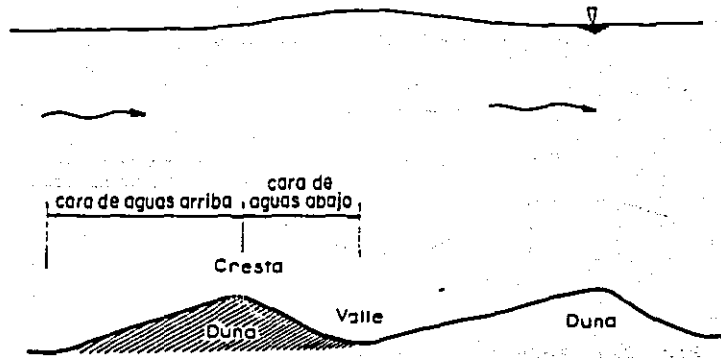 cara de aguas arriba
cara de
aguas abajo
Cresta
Duna
Valle
Duna